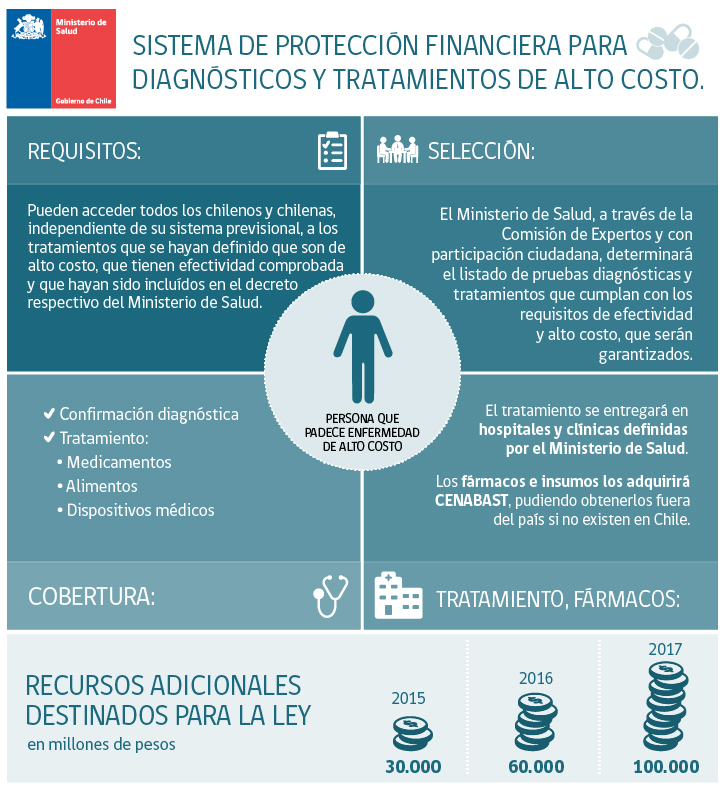 Ministerio de
Salud
Gobierno de Chile
SISTEMA DE PROTECCIÓN FINANCIERA PARA
DIAGNÓSTICOS Y TRATAMIENTOS DE ALTO COSTO.
REQUISITOS:
Pueden acceder todos los chilenos y chilenas,
independiente de su sistema previsional, a los
tratamientos que se hayan definido que son de
alto costo, que tienen efectividad comprobada
y que hayan sido incluídos en el decreto
respectivo del Ministerio de Salud.
SELECCIÓN:
El Ministerio de Salud, a través de la
Comisión de Expertos y con
participación ciudadana, determinará
el listado de pruebas diagnósticas y
tratamientos que cumplan con los
requisitos de efectividad
y alto costo, que serán
garantizados.
PERSONA QUE
PADECE ENFERMEDAD
DE ALTO COSTO
✔ Confirmación diagnóstica
✔ Tratamiento:
• Medicamentos
• Alimentos
• Dispositivos médicos
COBERTURA:
El tratamiento se entregará en
hospitales y clínicas definidas
por el Ministerio de Salud.
Los fármacos e insumos los adquirirá
CENABAST, pudiendo obtenerlos fuera
del país si no existen en Chile.
TRATAMIENTO, FÁRMACOS:
RECURSOS ADICIONALES
DESTINADOS PARA LA LEY
en millones de pesos
2015
30.000
2016
60.000
2017
100.000